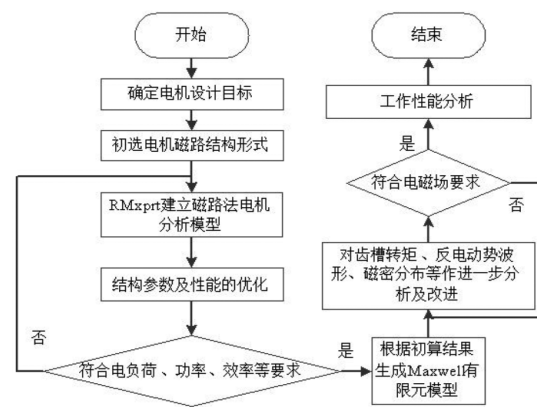 开始
确定电机设计目标
初选电机磁路结构形式
RMxprt建立磁路法电机
分析模型
结构参数及性能的优化
否
符合电负荷、功率、效率等要求
是
根据初算结果
生成Maxwell有
限元模型
对齿槽转矩、反电动势波
形、磁密分布等作进一步分
析及改进
符合电磁场要求
否
是
工作性能分析
结束